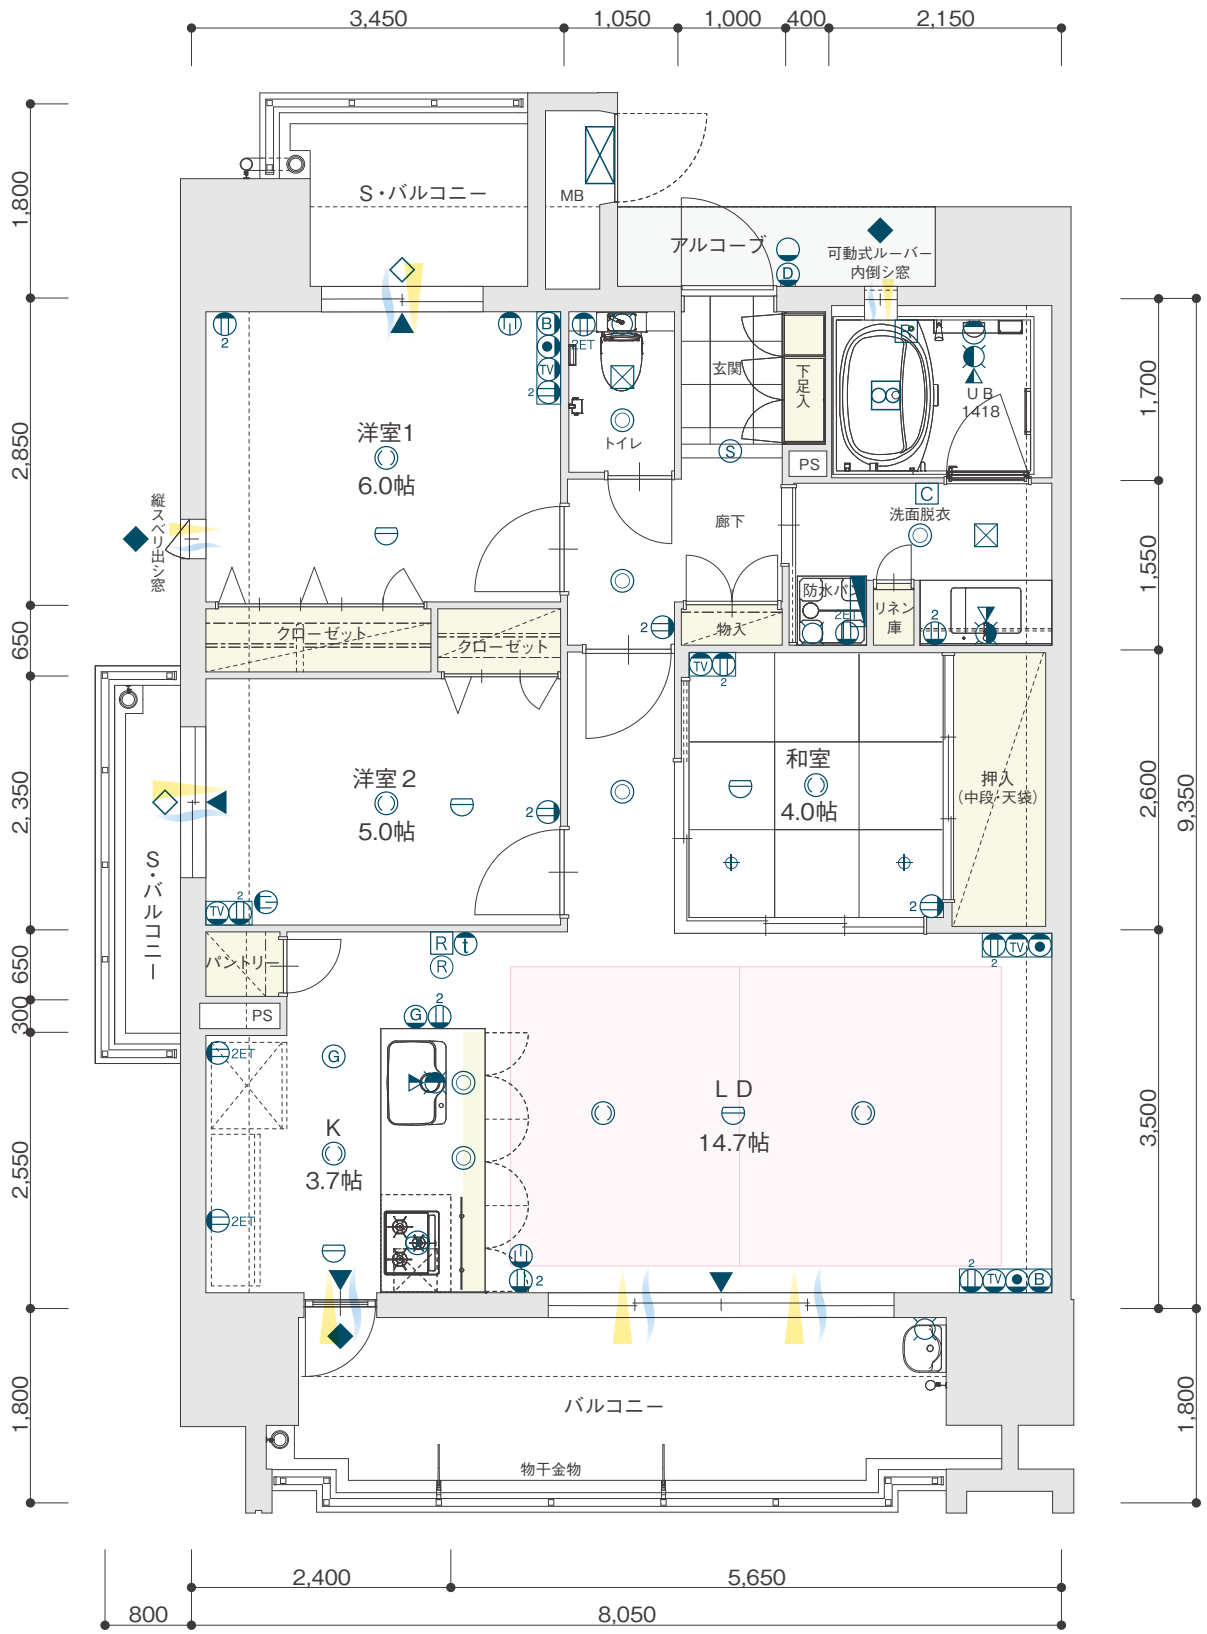 3,450
1,050
1,000
400
2,150
1,800
2,850
650
2,350
650
300
2,550
1,800
S・バルコニー
MB
アルコーブ
D
可動式ルーバー
内倒シ窓
2
B
TV
2
2ET
洋室1
6.0帖
トイレ
玄関
下足入
S
PS
R
UB
1418
1,700
縦スベリ出シ窓
廊下
C
洗面脱衣
1,550
防水パン
2ET
リネン庫
2
クローゼット
クローゼット
2
物入
TV
2
洋室2
5.0帖
2
和室
4.0帖
押入
(中段・天袋)
2,600
9,350
S・バルコニー
TV
2
2
パントリー
R
t
R
2
TV
PS
G
2
2ET
G
LD
14.7帖
K
3.7帖
3,500
2ET
2
2
TV
B
バルコニー
物干金物
1,800
2,400
5,650
800
8,050